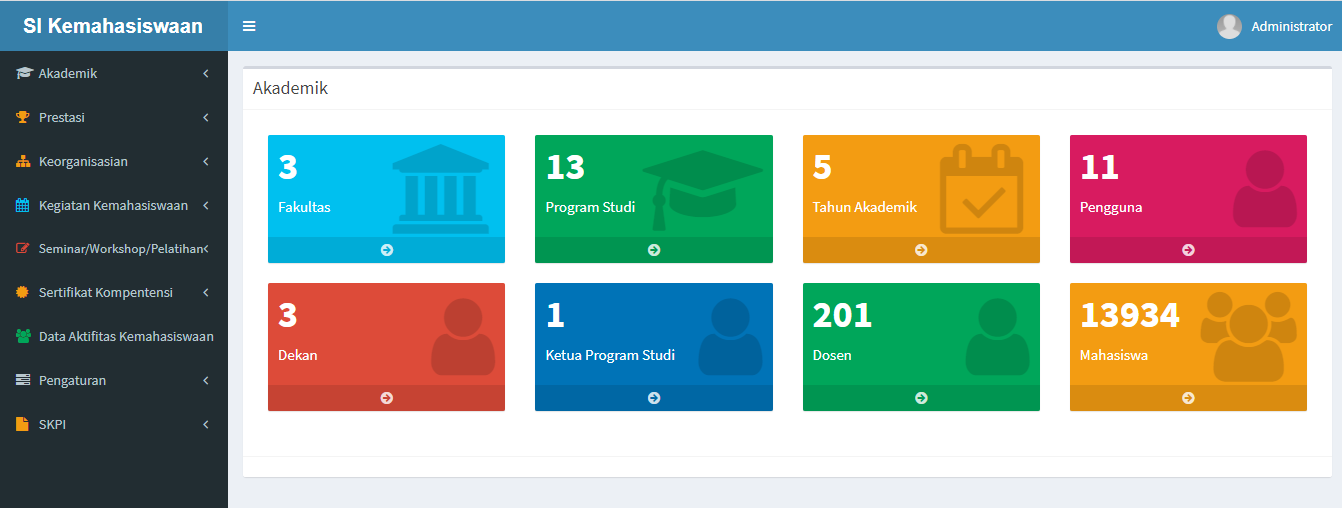 SI Kemahasiswaan
Administrator
Akademik
Prestasi
Keorganisasian
Kegiatan Kemahasiswaan
Seminar/Workshop/Pelatihan
Sertifikat Kompentensi
Data Aktifitas Kemahasiswaan
Pengaturan
SKPI
Akademik
3
Fakultas
13
Program Studi
5
Tahun Akademik
11
Pengguna
3
Dekan
1
Ketua Program Studi
201
Dosen
13934
Mahasiswa